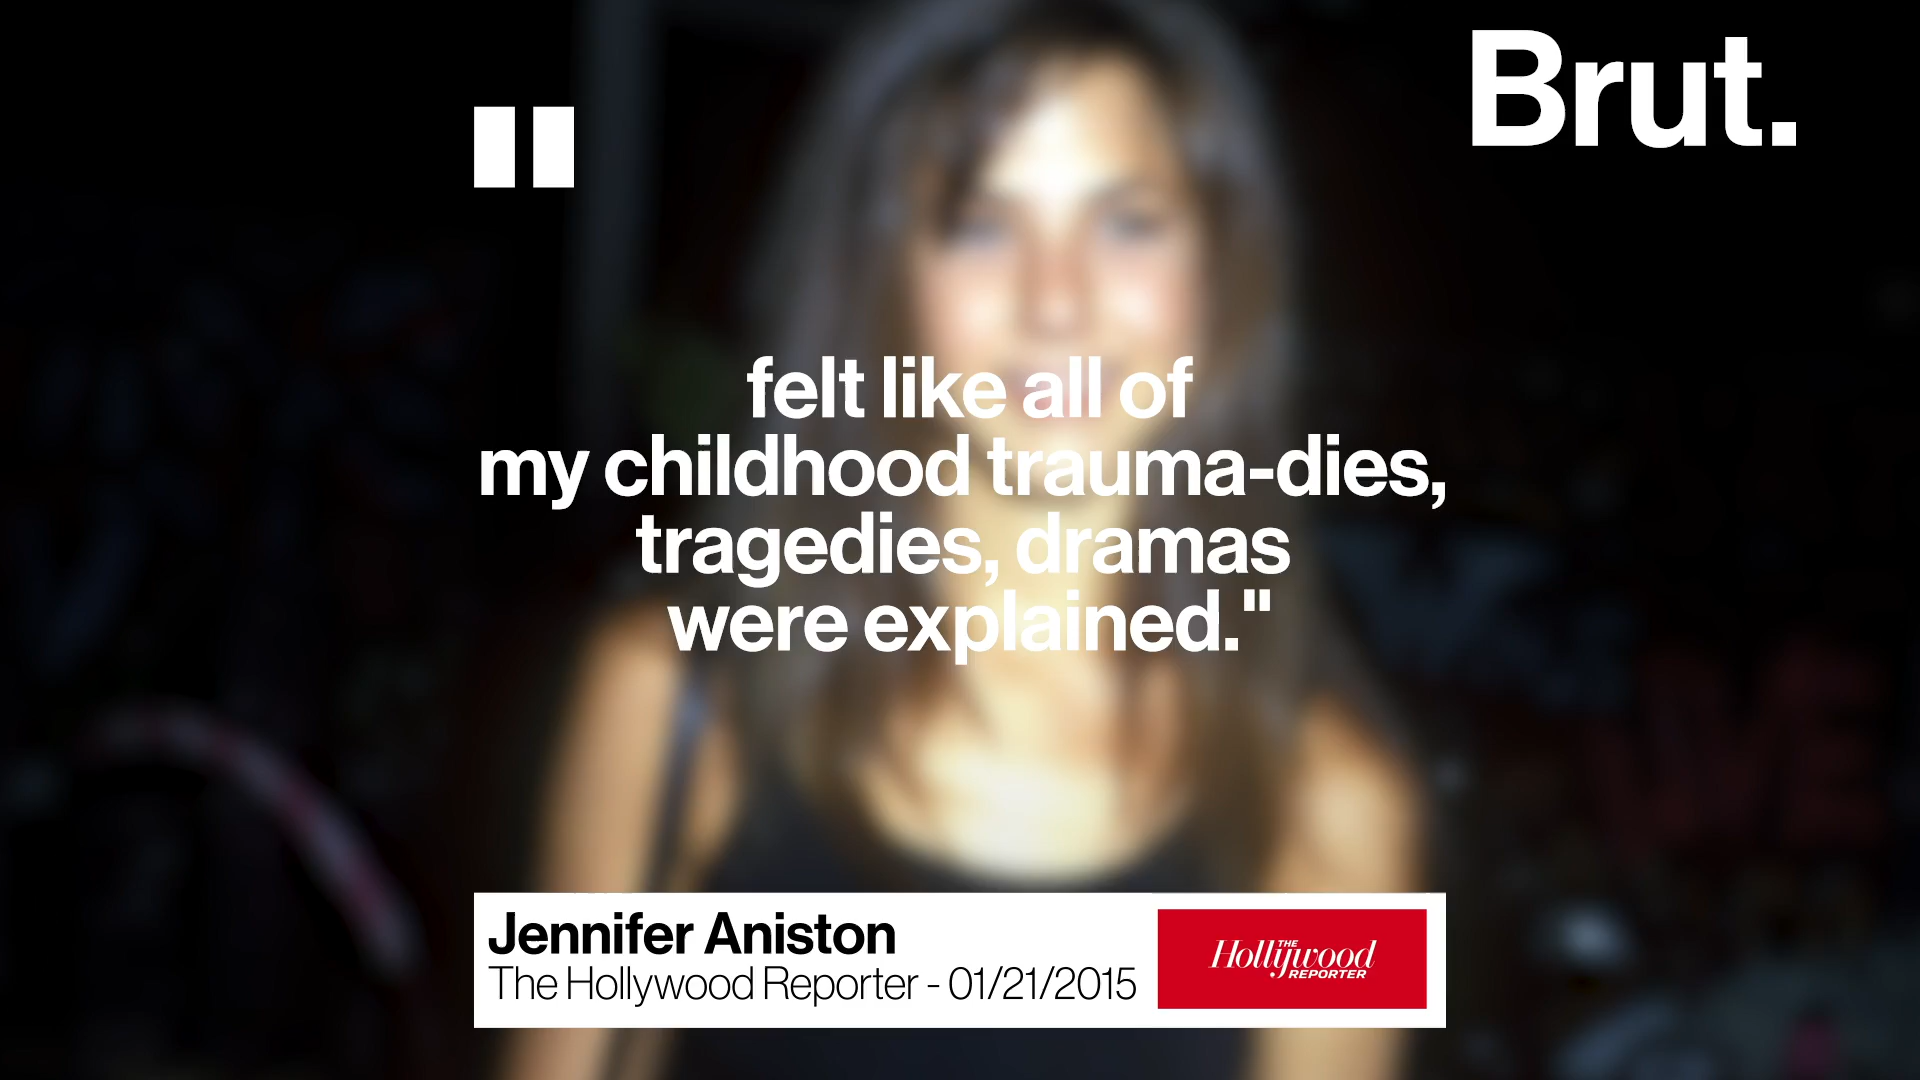 Brut.
"
felt like all of
my childhood trauma-dies,
tragedies, dramas
were explained."
Jennifer Aniston
The Hollywood Reporter - 01/21/2015
THE
Hollywood
REPORTER